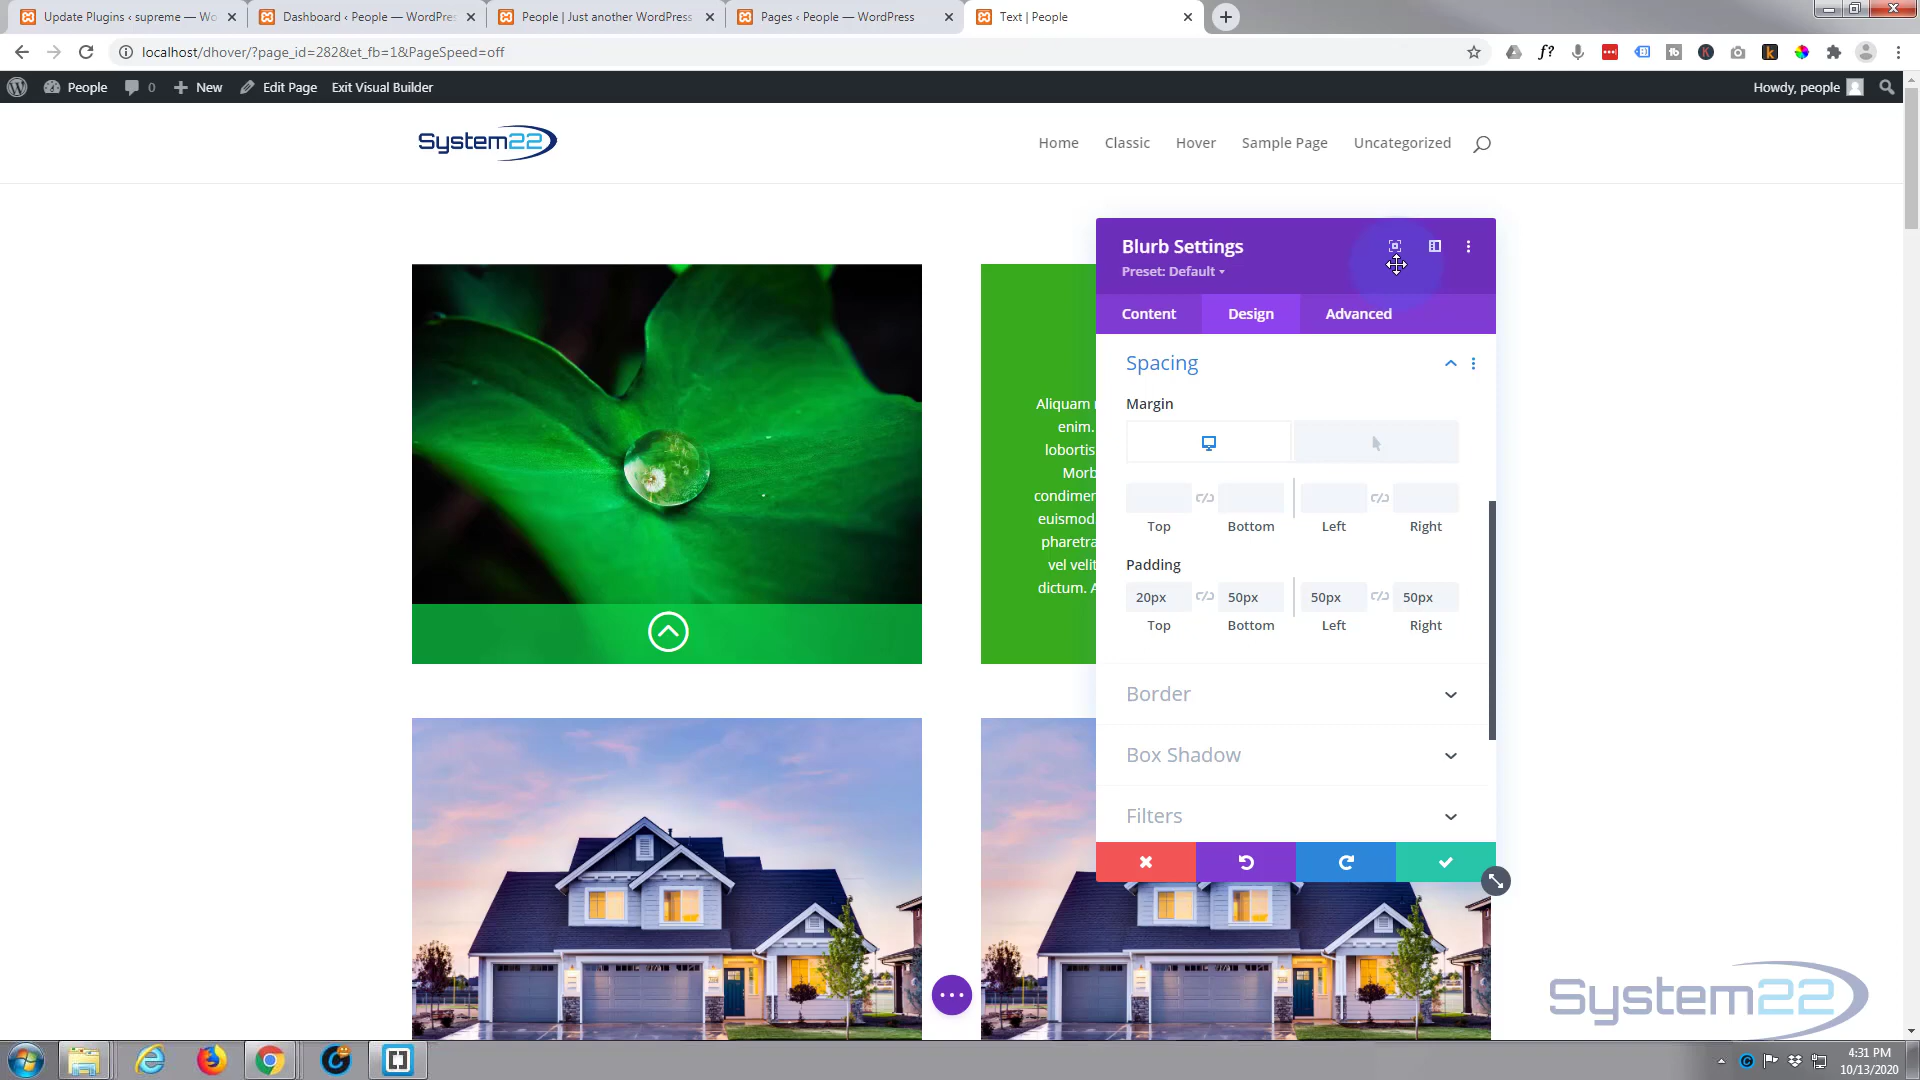 Update Plugins ‹ supreme — Wo
Dashboard ‹ People — WordPres
People | Just another WordPress
Pages ‹ People — WordPress
Text | People
localhost/dhover/?page_id=282&et_fb=1&PageSpeed=off
People
0
New
Edit Page
Exit Visual Builder
Howdy, people
System22
Home
Classic
Hover
Sample Page
Uncategorized
Blurb Settings
Preset: Default
Content
Design
Advanced
Spacing
Margin
Top
Bottom
Left
Right
Padding
20px
50px
50px
50px
Top
Bottom
Left
Right
Border
Box Shadow
Filters
Aliquam
enim.
lobortis
Morb
condimen
euismod
pharetra
vel velit
dictum. A
System22
4:31 PM
10/13/2020